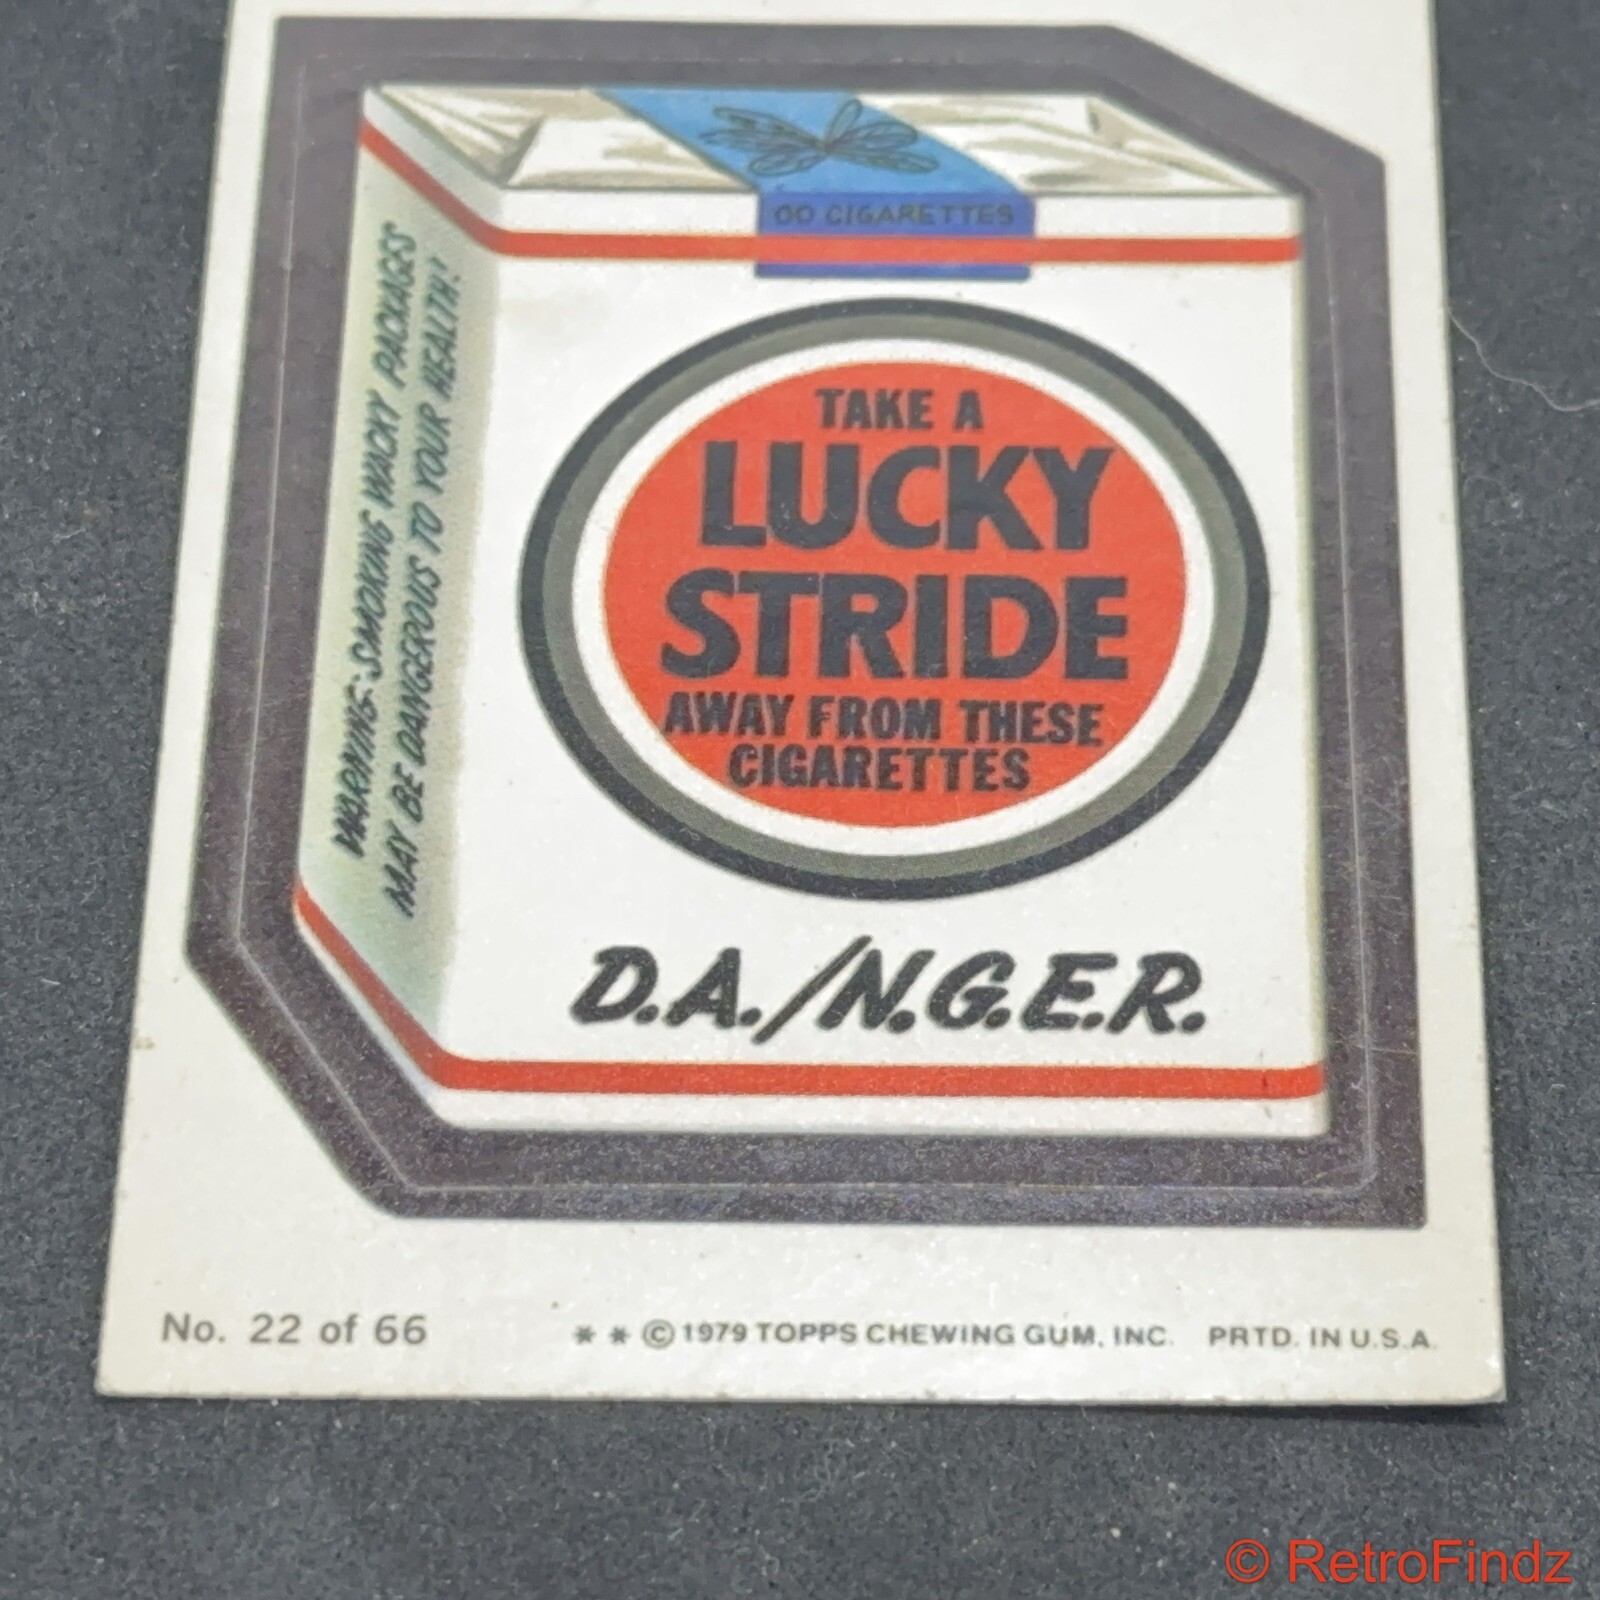 OO CIGARETTES
WARNING: SMOKING WACKY PACKAGES
MAY BE DANGEROUS TO YOUR HEALTH!
TAKE A
LUCKY
STRIDE
AWAY FROM THESE
CIGARETTES
D.A./N.G.E.R.
No. 22 of 66
* * © 1979 TOPPS CHEWING GUM, INC. PRTD. IN U.S.A.
© RetroFindz